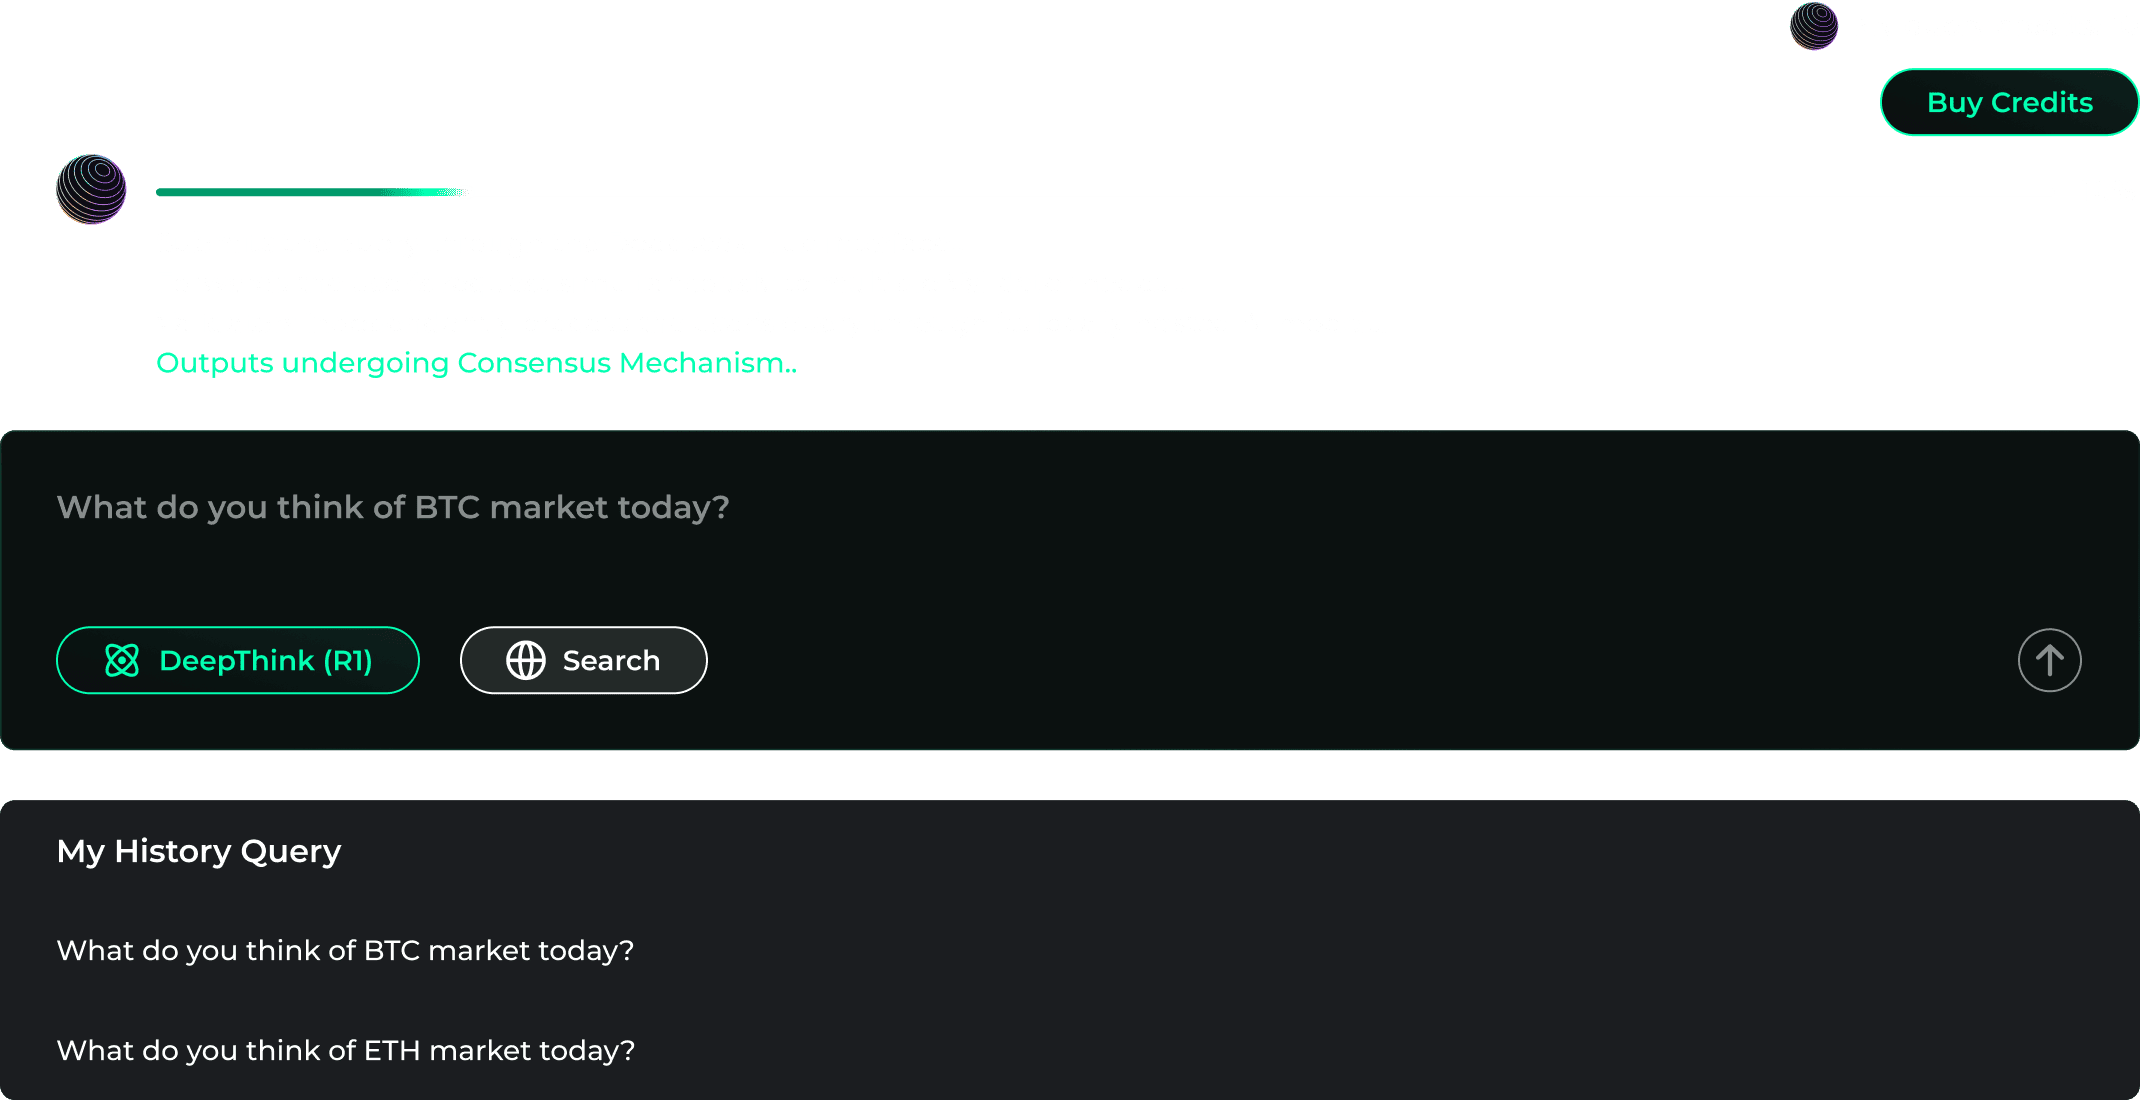 Buy Credits
Outputs undergoing Consensus Mechanism..
What do you think of BTC market today?
DeepThink (R1)
Search
My History Query
What do you think of BTC market today?
What do you think of ETH market today?